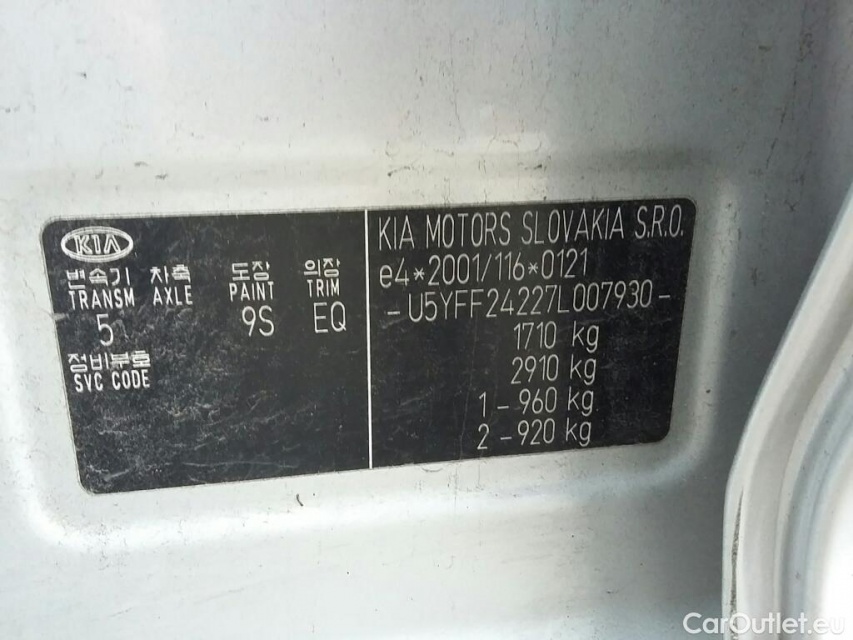 KIA
변속기 차축 도장 의장
TRANSM AXLE PAINT TRIM
5 9S EQ
정비부호
SVC CODE
KIA MOTORS SLOVAKIA S.R.O.
e4*2001/116*0121
-U5YFF24227L007930-
1710 kg
2910 kg
1-960 kg
2-920 kg
CarOutlet.eu